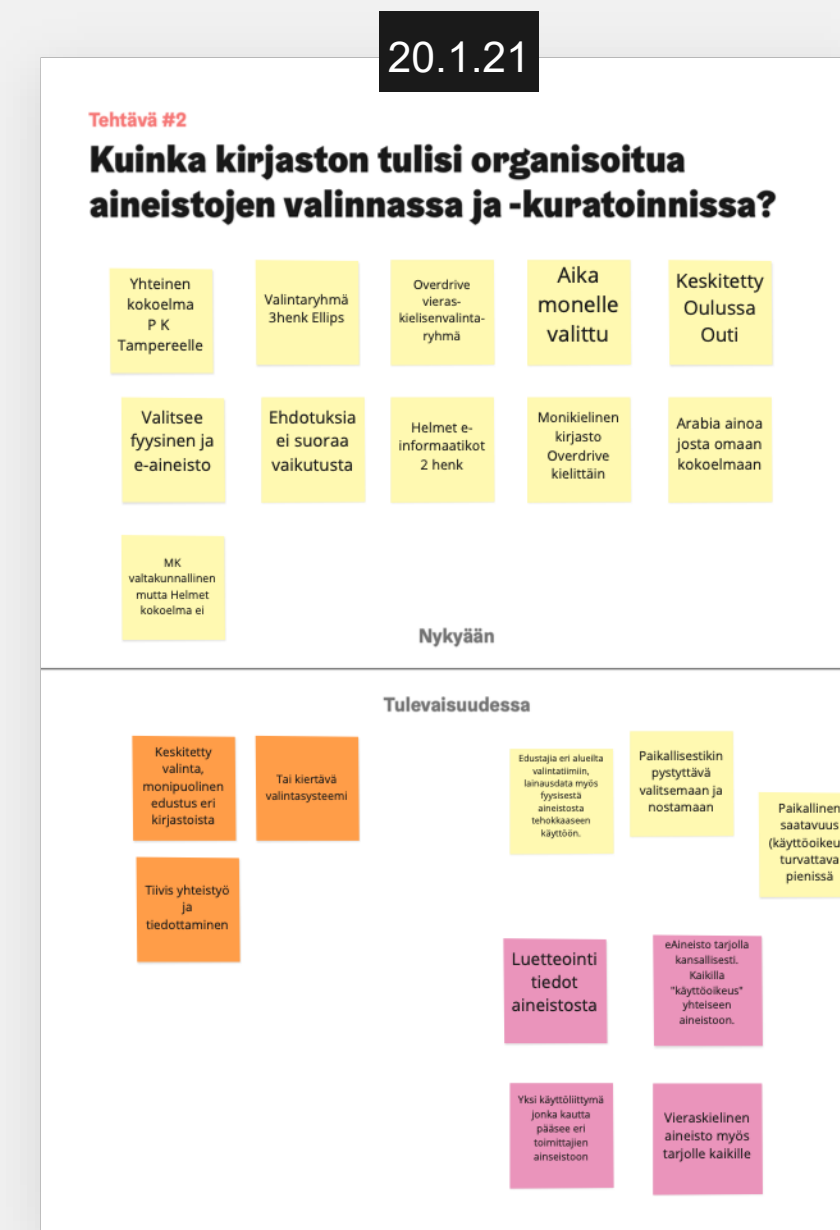 20.1.21
Tehtävä #2
Kuinka kirjaston tulisi organisoitua
aineistojen valinnassa ja -kuratoinnissa?
Yhteinen
kokoelma
P K
Tampereelle
Valintaryhmä
3henk Ellips
Overdrive
vieras-
kielisenvalinta-
ryhmä
Aika
monelle
valittu
Keskitetty
Oulussa
Outi
Valitsee
fyysinen ja
e-aineisto
Ehdotuksia
ei suoraa
vaikutusta
Helmet e-
informaatikot
2 henk
Monikielinen
kirjasto
Overdrive
kielittäin
Arabia ainoa
josta omaan
kokoelmaan
MK
valtakunnallinen
mutta Helmet
kokoelma ei
Nykyään
Tulevaisuudessa
Keskitetty
valinta,
monipuolinen
edustus eri
kirjastoista
Tai kiertävä
valintasysteemi
Edustajia eri alueilta
valintatiimiin,
lainausdata myös
fyysisestä
aineistosta
tehokkaaseen
käyttöön.
Paikallisestikin
pystyttävä
valitsemaan ja
nostamaan
Paikallinen
saatavuus
(käyttöoikeu
turvattava
pienissä
Tiivis yhteistyö
ja
tiedottaminen
Luetteointi
tiedot
aineistosta
eAineisto tarjolla
kansallisesti.
Kaikilla
"käyttöoikeus"
yhteiseen
aineistoon.
Yksi käyttöliittymä
jonka kautta
pääsee eri
toimittajien
ainseistoon
Vieraskielinen
aineisto myös
tarjolle kaikille